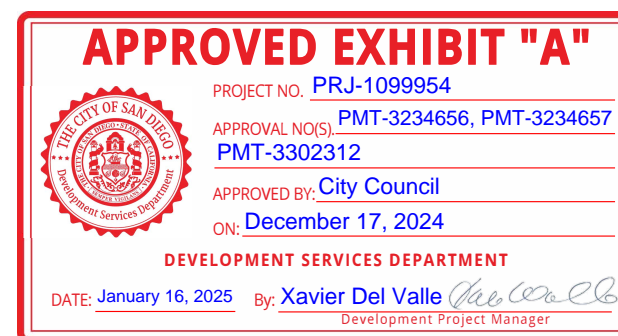 APPROVED EXHIBIT "A"
PROJECT NO. PRJ-1099954
APPROVAL NO(S). PMT-3234656, PMT-3234657
PMT-3302312
APPROVED BY: City Council
ON: December 17, 2024
THE CITY OF SAN DIEGO
Development Services Department
DEVELOPMENT SERVICES DEPARTMENT
DATE: January 16, 2025 By: Xavier Del Valle
Development Project Manager